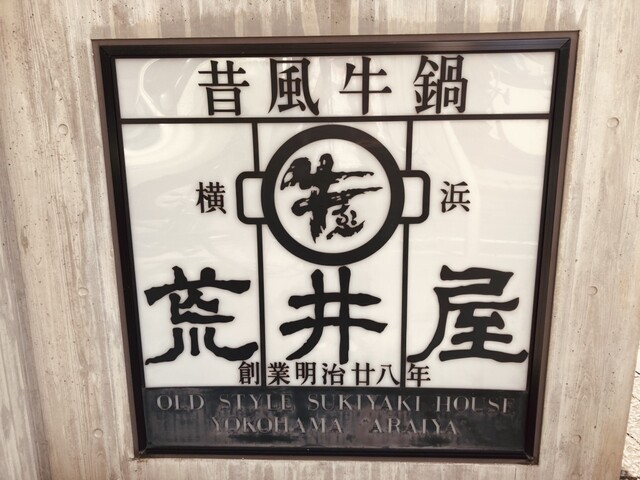 昔風牛鍋
横 浜
荒井屋
創業明治廿八年
OLD STYLE SUKIYAKI HOUSE
YOKOHAMA ARAIYA